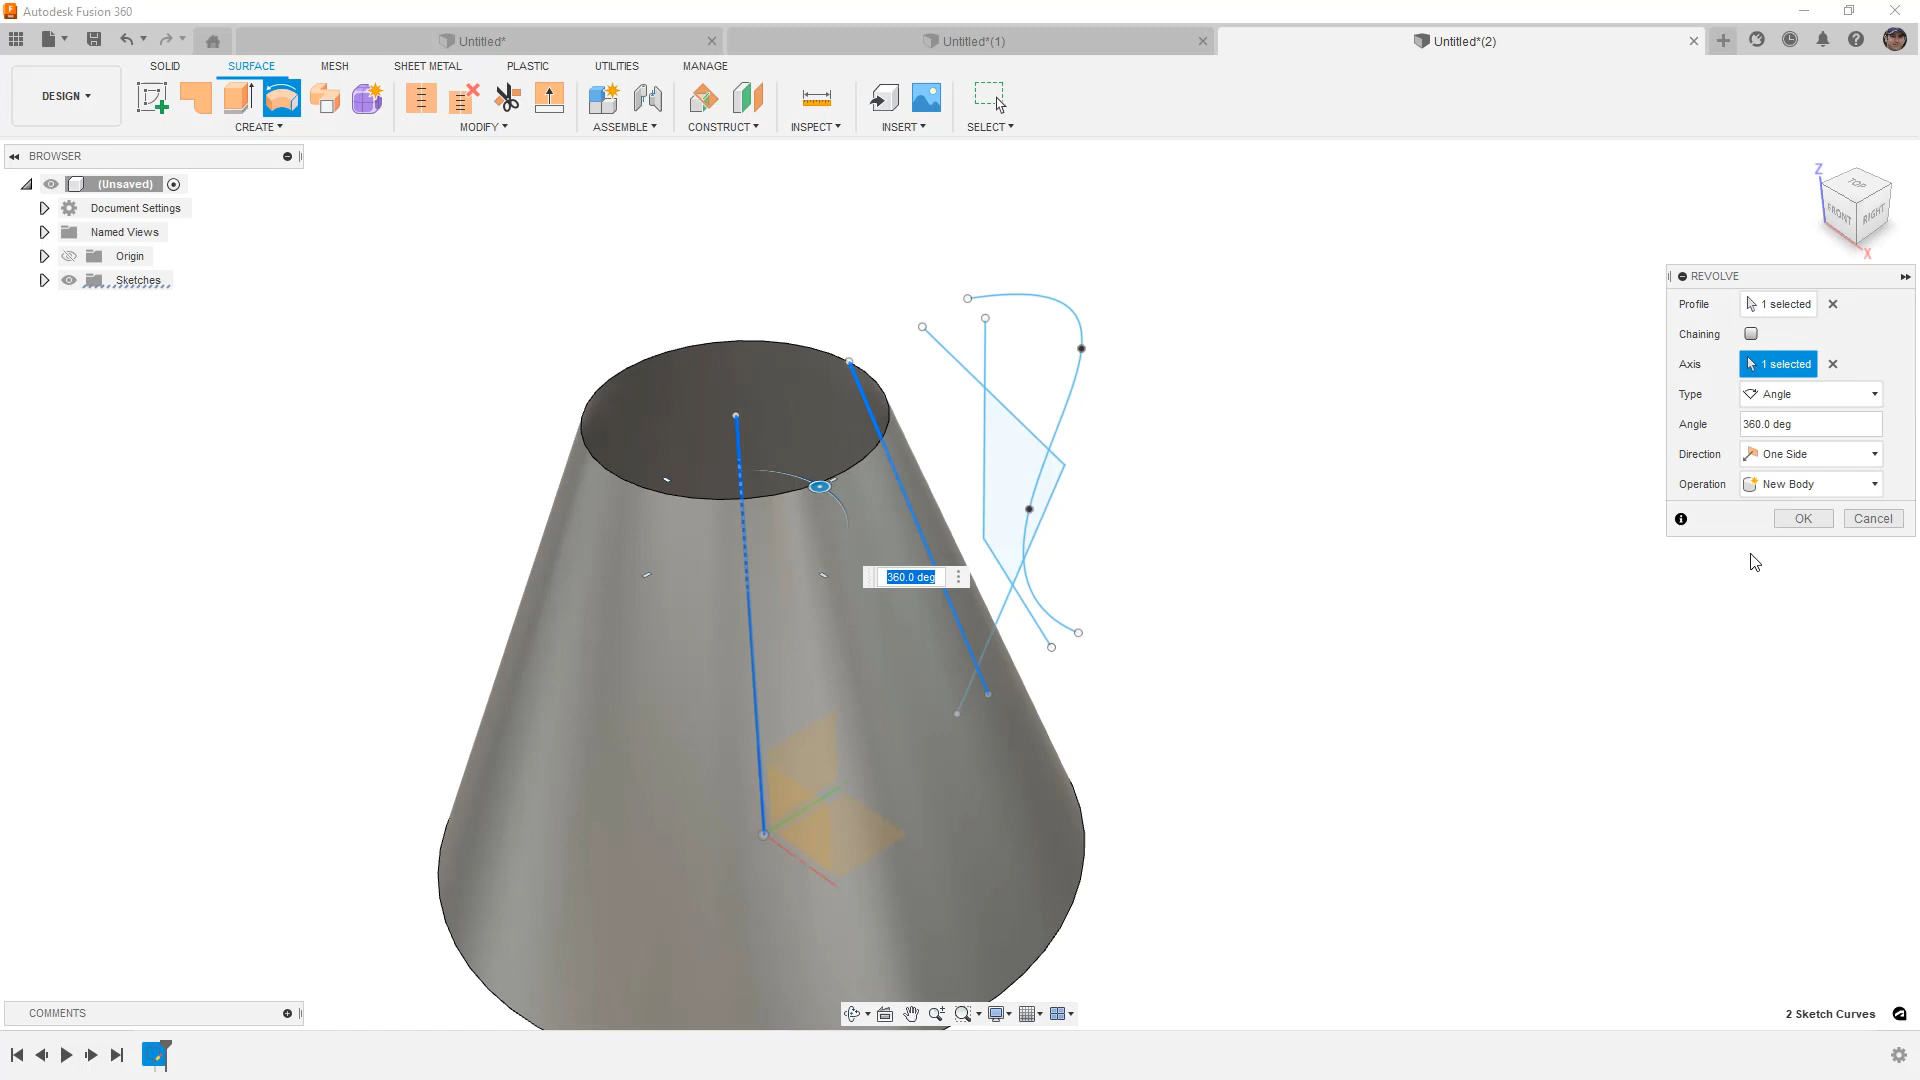 Autodesk Fusion 360
Untitled*
Untitled*(1)
Untitled*(2)
DESIGN
SOLID
SURFACE
MESH
SHEET METAL
PLASTIC
UTILITIES
MANAGE
CREATE
MODIFY
ASSEMBLE
CONSTRUCT
INSPECT
INSERT
SELECT
BROWSER
(Unsaved)
Document Settings
Named Views
Origin
Sketches
Z
TOP
FRONT
RIGHT
X
REVOLVE
Profile
1 selected
Chaining
Axis
1 selected
Type
Angle
Angle
360.0 deg
Direction
One Side
Operation
New Body
OK
Cancel
360.0 deg
COMMENTS
2 Sketch Curves